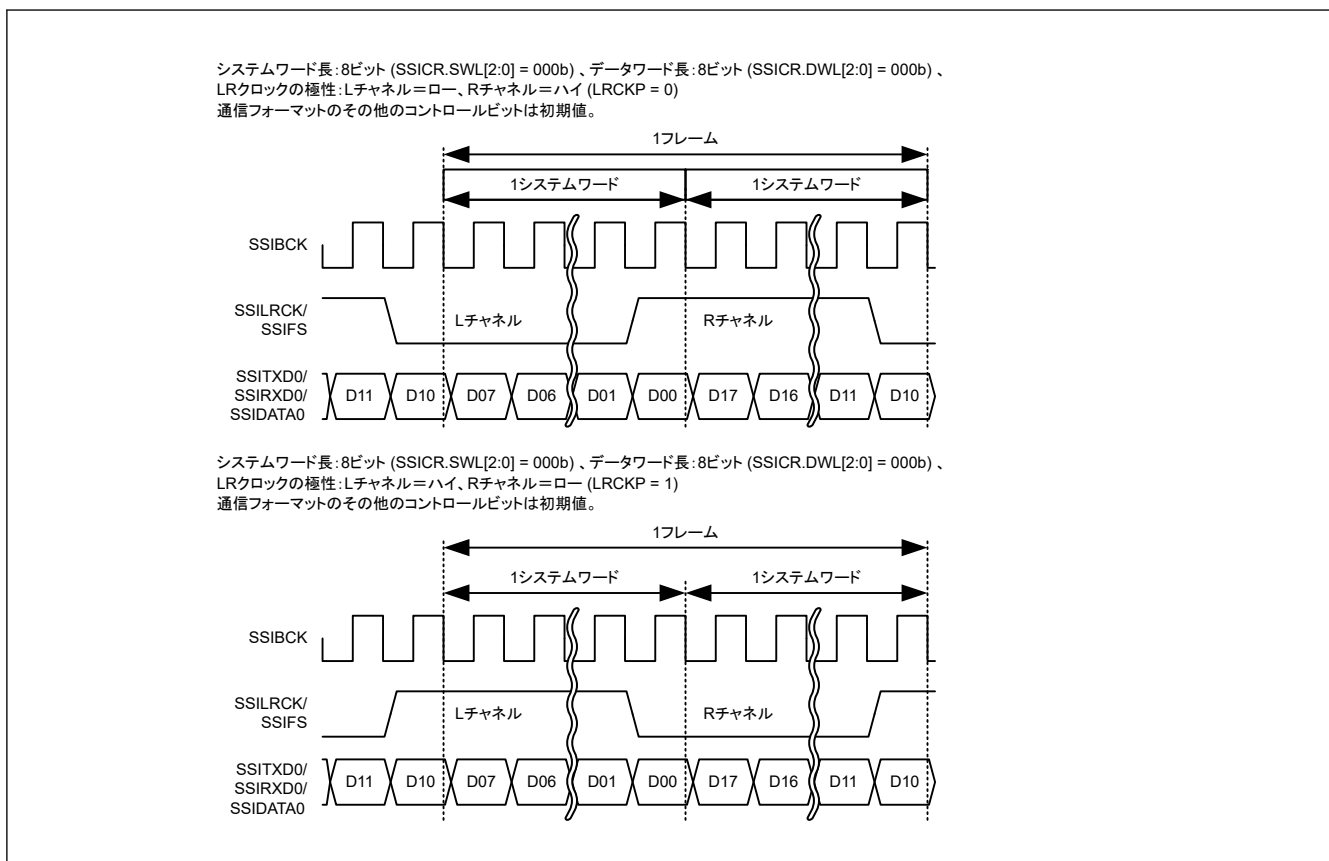 システムワード長:8ビット (SSICR.SWL[2:0] = 000b) 、データワード長:8ビット (SSICR.DWL[2:0] = 000b) 、
LRクロックの極性:Lチャネル＝ロー、Rチャネル＝ハイ (LRCKP = 0)
通信フォーマットのその他のコントロールビットは初期値。
1フレーム
1システムワード 1システムワード
SSIBCK
SSILRCK/
SSIFS
Lチャネル Rチャネル
SSITXD0/
SSIRXD0/
SSIDATA0
D11 D10 D07 D06 D01 D00 D17 D16 D11 D10
システムワード長:8ビット (SSICR.SWL[2:0] = 000b) 、データワード長:8ビット (SSICR.DWL[2:0] = 000b) 、
LRクロックの極性:Lチャネル＝ハイ、Rチャネル＝ロー (LRCKP = 1)
通信フォーマットのその他のコントロールビットは初期値。
1フレーム
1システムワード 1システムワード
SSIBCK
SSILRCK/
SSIFS
Lチャネル Rチャネル
SSITXD0/
SSIRXD0/
SSIDATA0
D11 D10 D07 D06 D01 D00 D17 D16 D11 D10